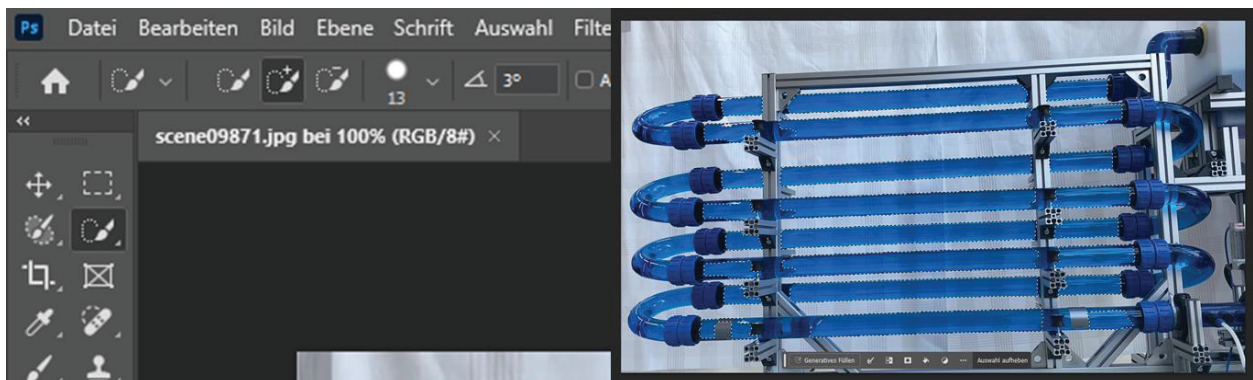 Ps Datei Bearbeiten Bild Ebene Schrift Auswahl Filte
13 3° A
scene09871.jpg bei 100% (RGB/8#) ×
Generatives Füllen Auswahl aufheben